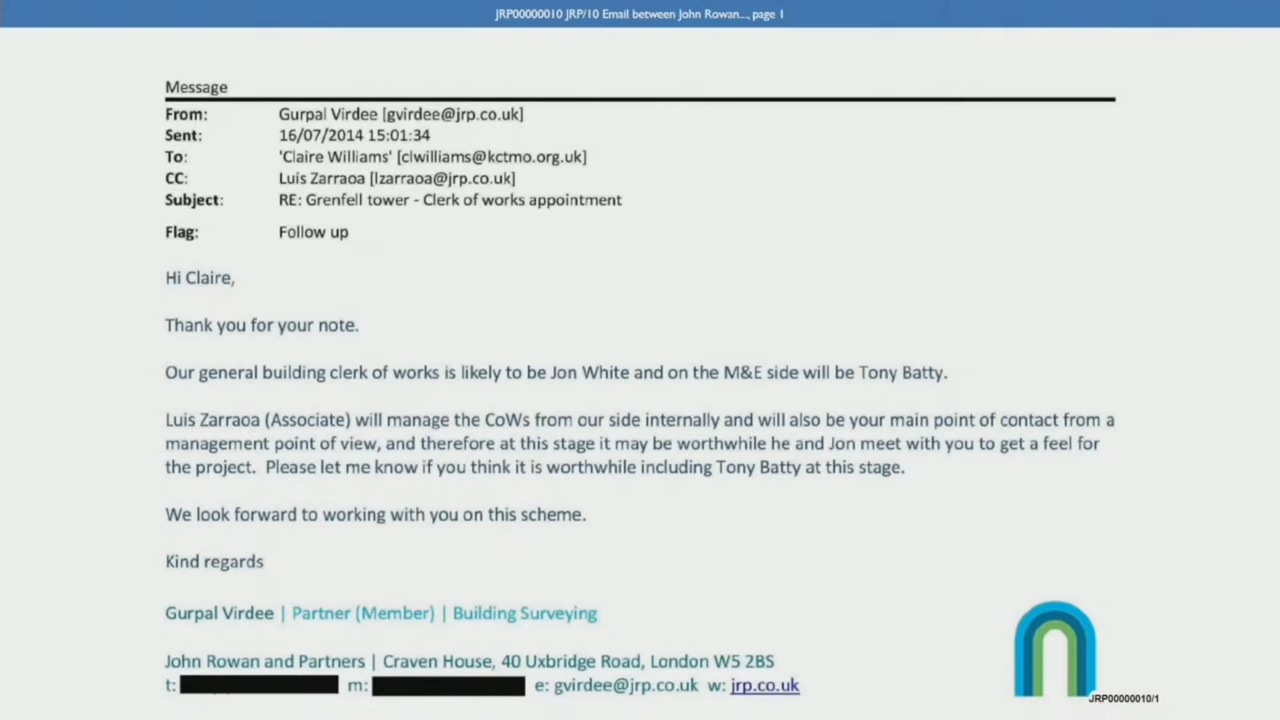 JRP00000010 JRP/10 Email between John Rowan..., page 1
Message
From: Gurpal Virdee [gvirdee@jrp.co.uk]
Sent: 16/07/2014 15:01:34
To: 'Claire Williams' [clwilliams@kctmo.org.uk]
CC: Luis Zarraoa [lzarraoa@jrp.co.uk]
Subject: RE: Grenfell tower - Clerk of works appointment
Flag: Follow up
Hi Claire,
Thank you for your note.
Our general building clerk of works is likely to be Jon White and on the M&E side will be Tony Batty.
Luis Zarraoa (Associate) will manage the CoWs from our side internally and will also be your main point of contact from a
management point of view, and therefore at this stage it may be worthwhile he and Jon meet with you to get a feel for
the project. Please let me know if you think it is worthwhile including Tony Batty at this stage.
We look forward to working with you on this scheme.
Kind regards
Gurpal Virdee | Partner (Member) | Building Surveying
John Rowan and Partners | Craven House, 40 Uxbridge Road, London W5 2BS
t: m: e: gvirdee@jrp.co.uk w: jrp.co.uk
JRP00000010/1